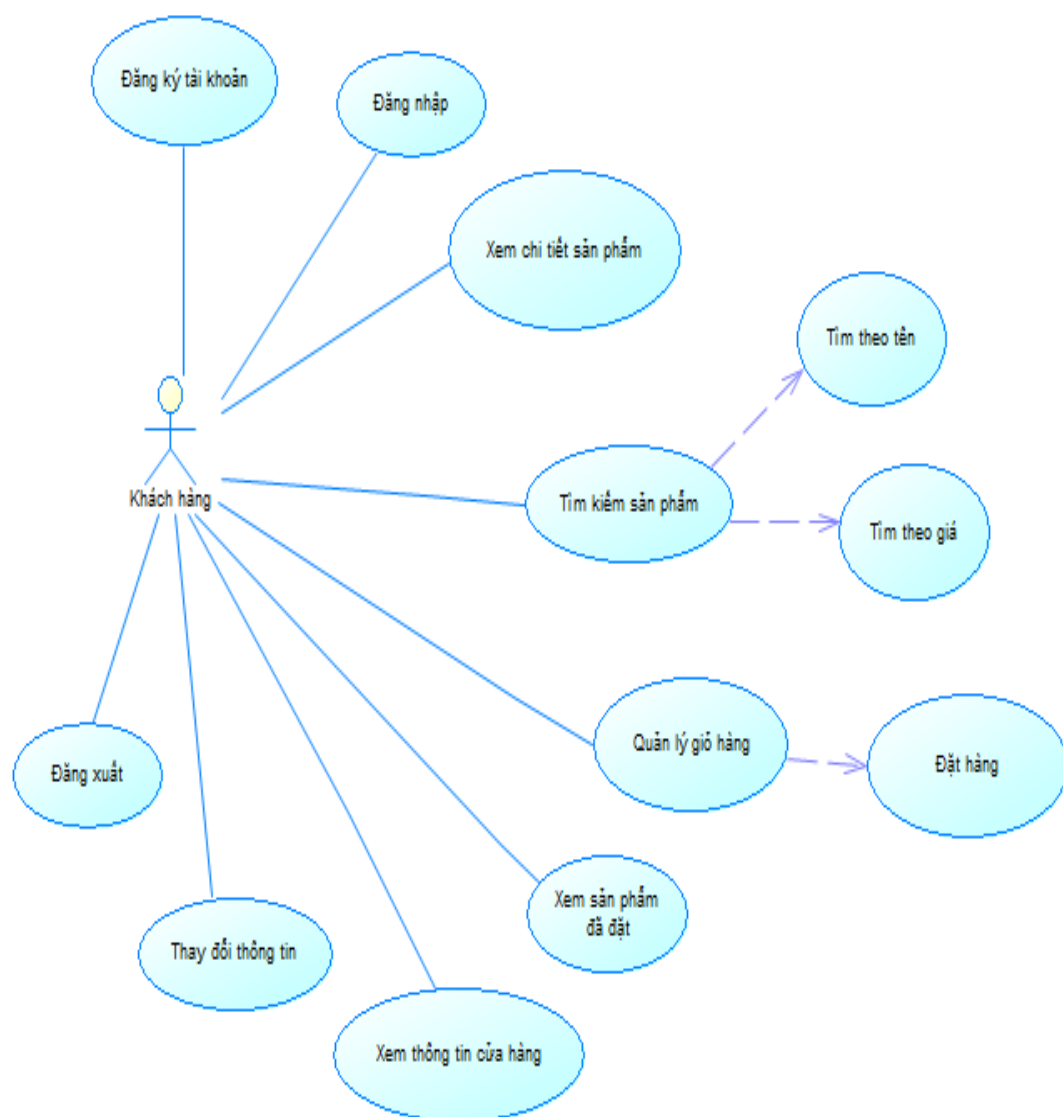 Đăng ký tài khoản
Đăng nhập
Xem chi tiết sản phẩm
Tìm theo tên
Khách hàng
Tìm kiếm sản phẩm
Tìm theo giá
Quản lý giỏ hàng
Đặt hàng
Đăng xuất
Xem sản phẩm
đã đặt
Thay đổi thông tin
Xem thông tin cửa hàng